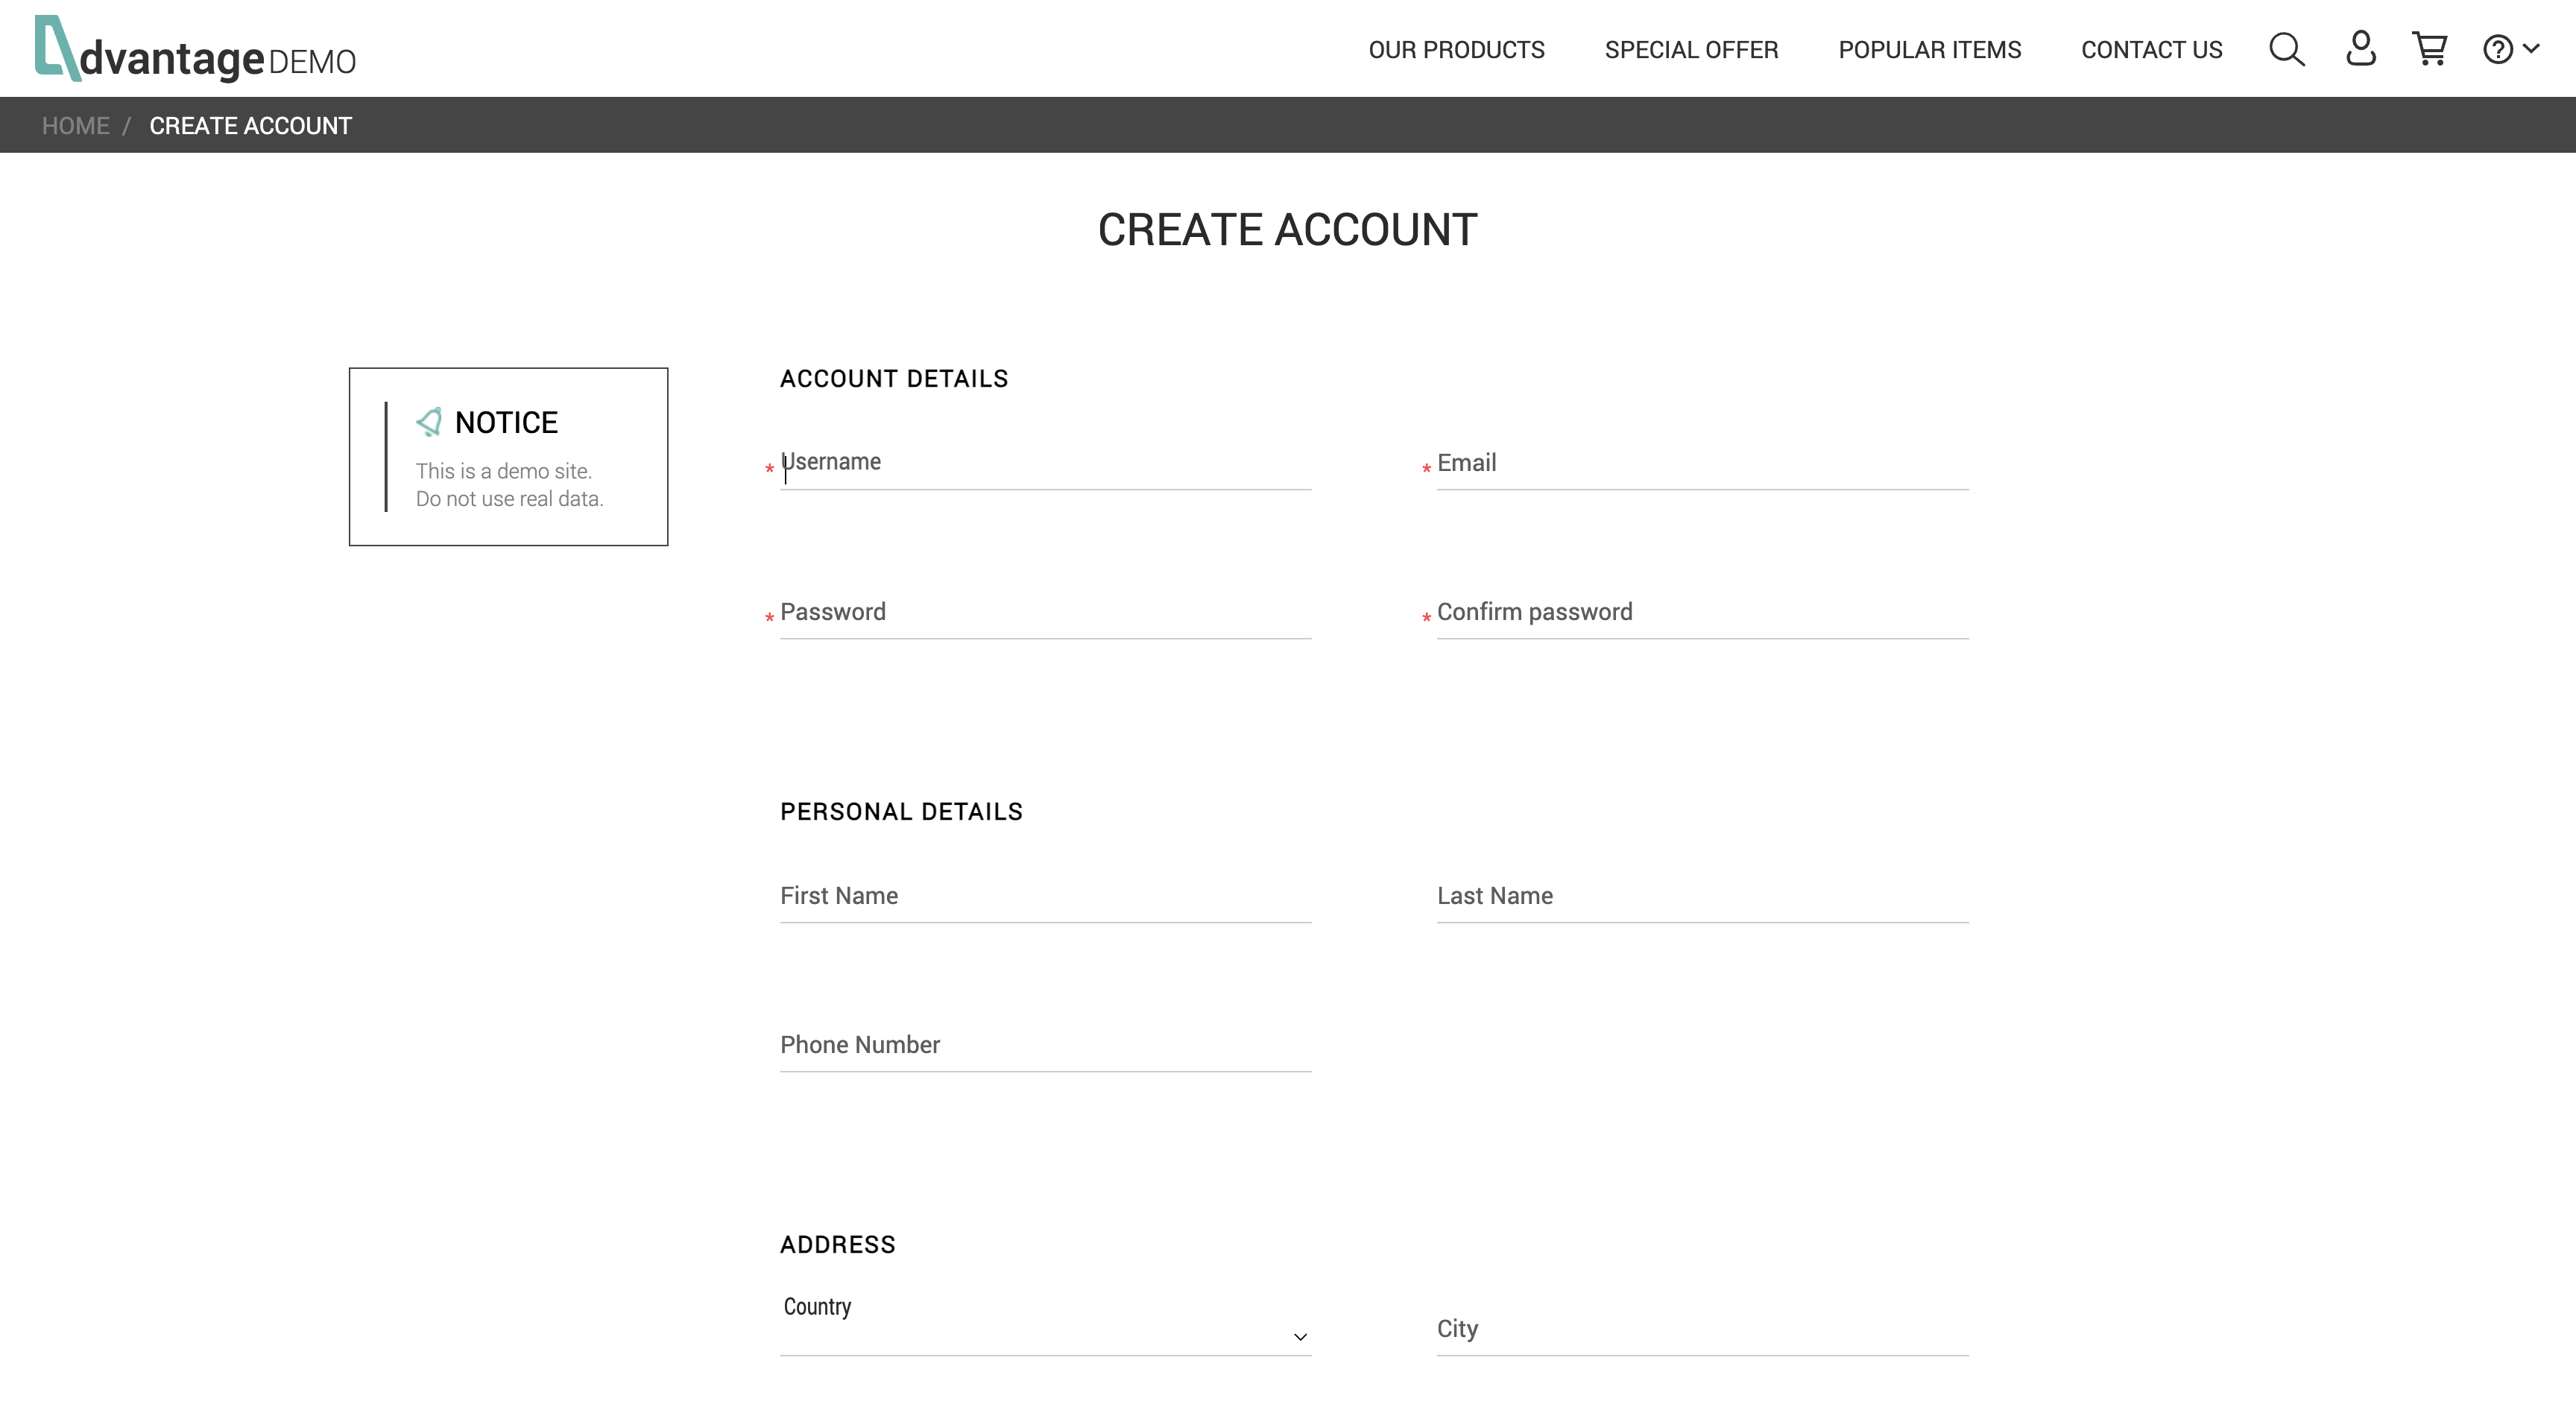 dvantage DEMO
OUR PRODUCTS
SPECIAL OFFER
POPULAR ITEMS
CONTACT US
HOME / CREATE ACCOUNT
CREATE ACCOUNT
NOTICE
This is a demo site.
Do not use real data.
ACCOUNT DETAILS
* Username
* Email
* Password
* Confirm password
PERSONAL DETAILS
First Name
Last Name
Phone Number
ADDRESS
Country
City